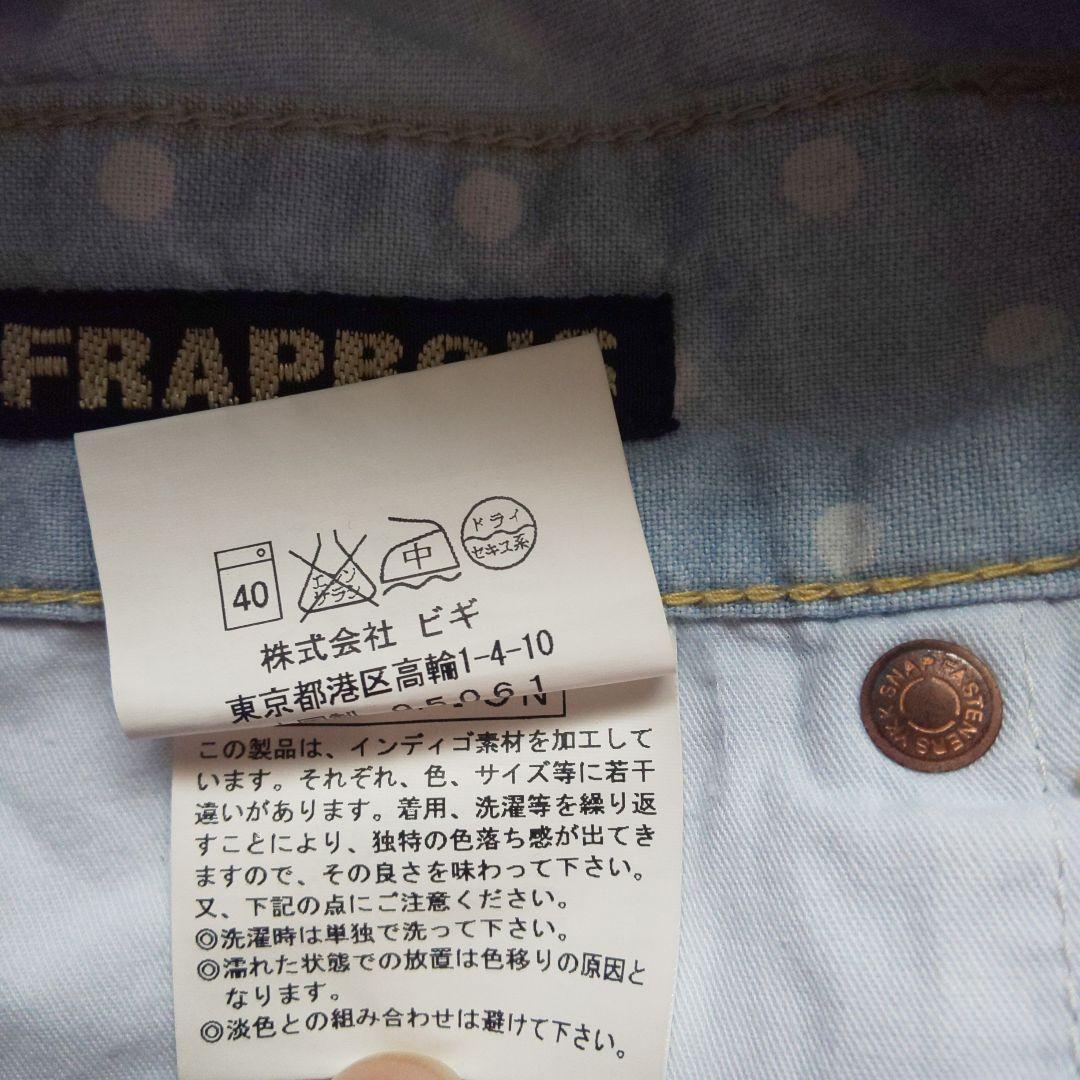 FRAPBOIS
40
エンソ
サラシ
中
ドライ
セキユ系
株式会社 ビギ
東京都港区高輪1-4-10
この製品は、インディゴ素材を加工して
います。それぞれ、色、サイズ等に若干
違いがあります。着用、洗濯等を繰り返
すことにより、独特の色落ち感が出てき
ますので、その良さを味わって下さい。
又、下記の点にご注意ください。
◎洗濯時は単独で洗って下さい。
◎濡れた状態での放置は色移りの原因と
なります。
◎淡色との組み合わせは避けて下さい。
SNAP FASTENERS YKK